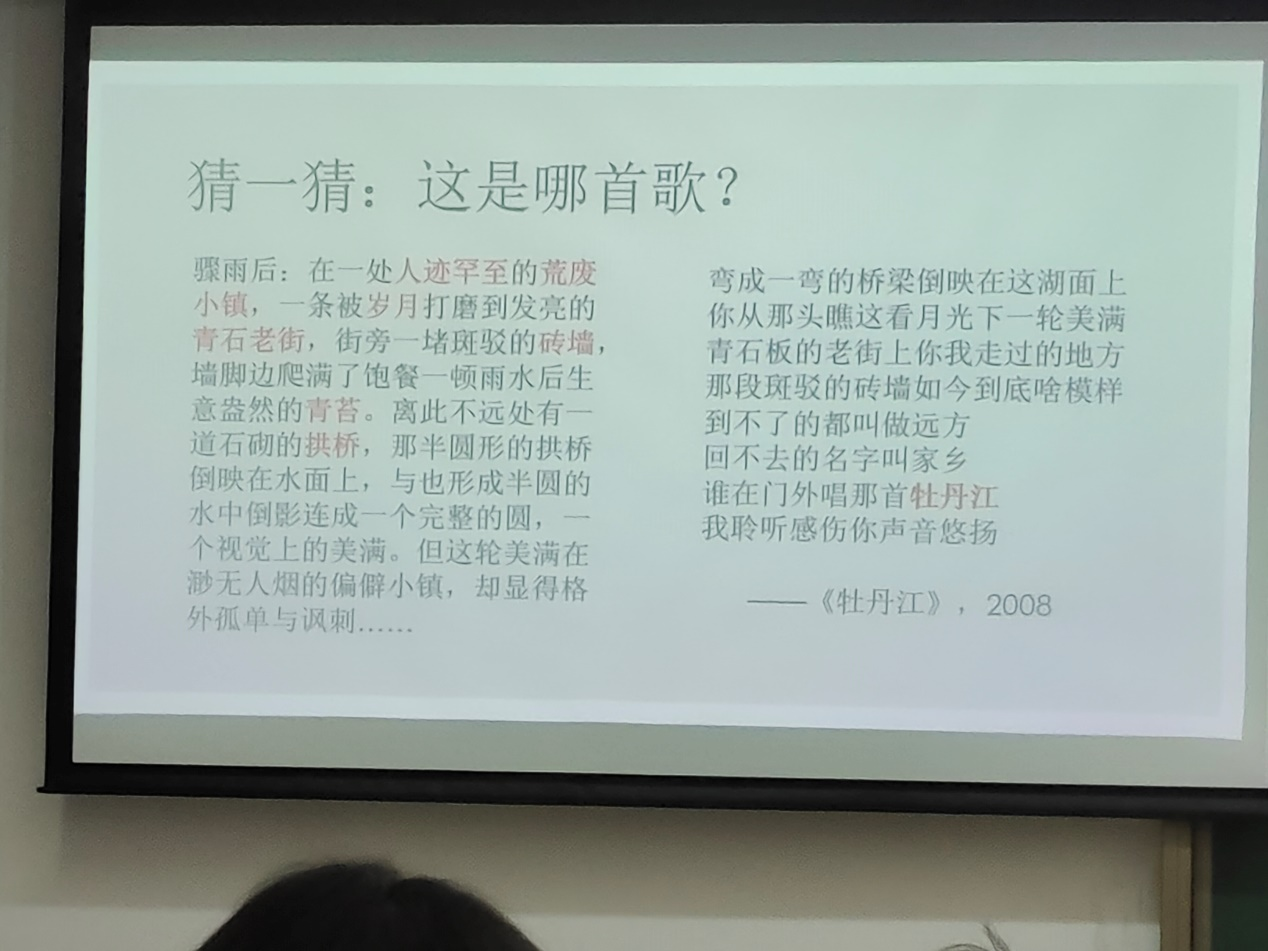 猜一猜：这是哪首歌？
骤雨后：在一处人迹罕至的荒废
小镇，一条被岁月打磨到发亮的
青石老街，街旁一堵斑驳的砖墙，
墙脚边爬满了饱餐一顿雨水后生
意盎然的青苔。离此不远处有一
道石砌的拱桥，那半圆形的拱桥
倒映在水面上，与也形成半圆的
水中倒影连成一个完整的圆，一
个视觉上的美满。但这轮美满在
渺无人烟的偏僻小镇，却显得格
外孤单与讽刺……
弯成一弯的桥梁倒映在这湖面上
你从那头瞧这看月光下一轮美满
青石板的老街上你我走过的地方
那段斑驳的砖墙如今到底啥模样
到不了的都叫做远方
回不去的名字叫家乡
谁在门外唱那首牡丹江
我聆听感伤你声音悠扬
——《牡丹江》，2008